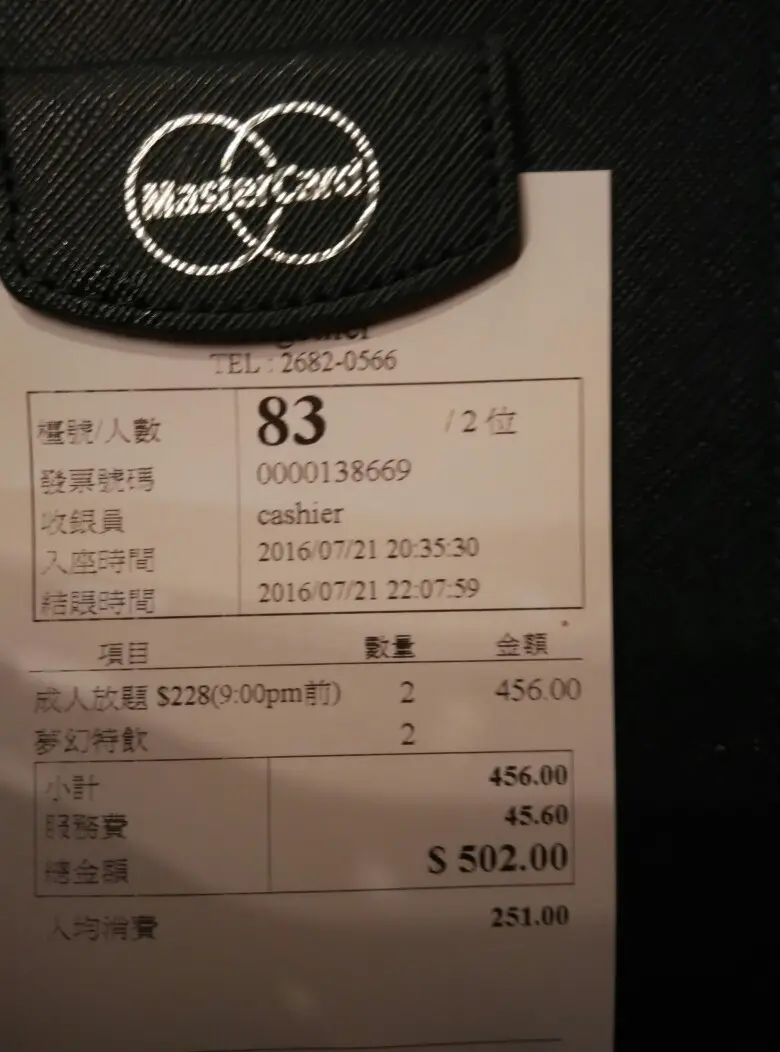 MasterCard
TEL : 2682-0566
檯號/人數 83 / 2 位
發票號碼 0000138669
收銀員 cashier
入座時間 2016/07/21 20:35:30
結賬時間 2016/07/21 22:07:59
項目 數量 金額
成人放題 $228(9:00pm前) 2 456.00
夢幻特飲 2
小計 456.00
服務費 45.60
總金額 $ 502.00
人均消費 251.00